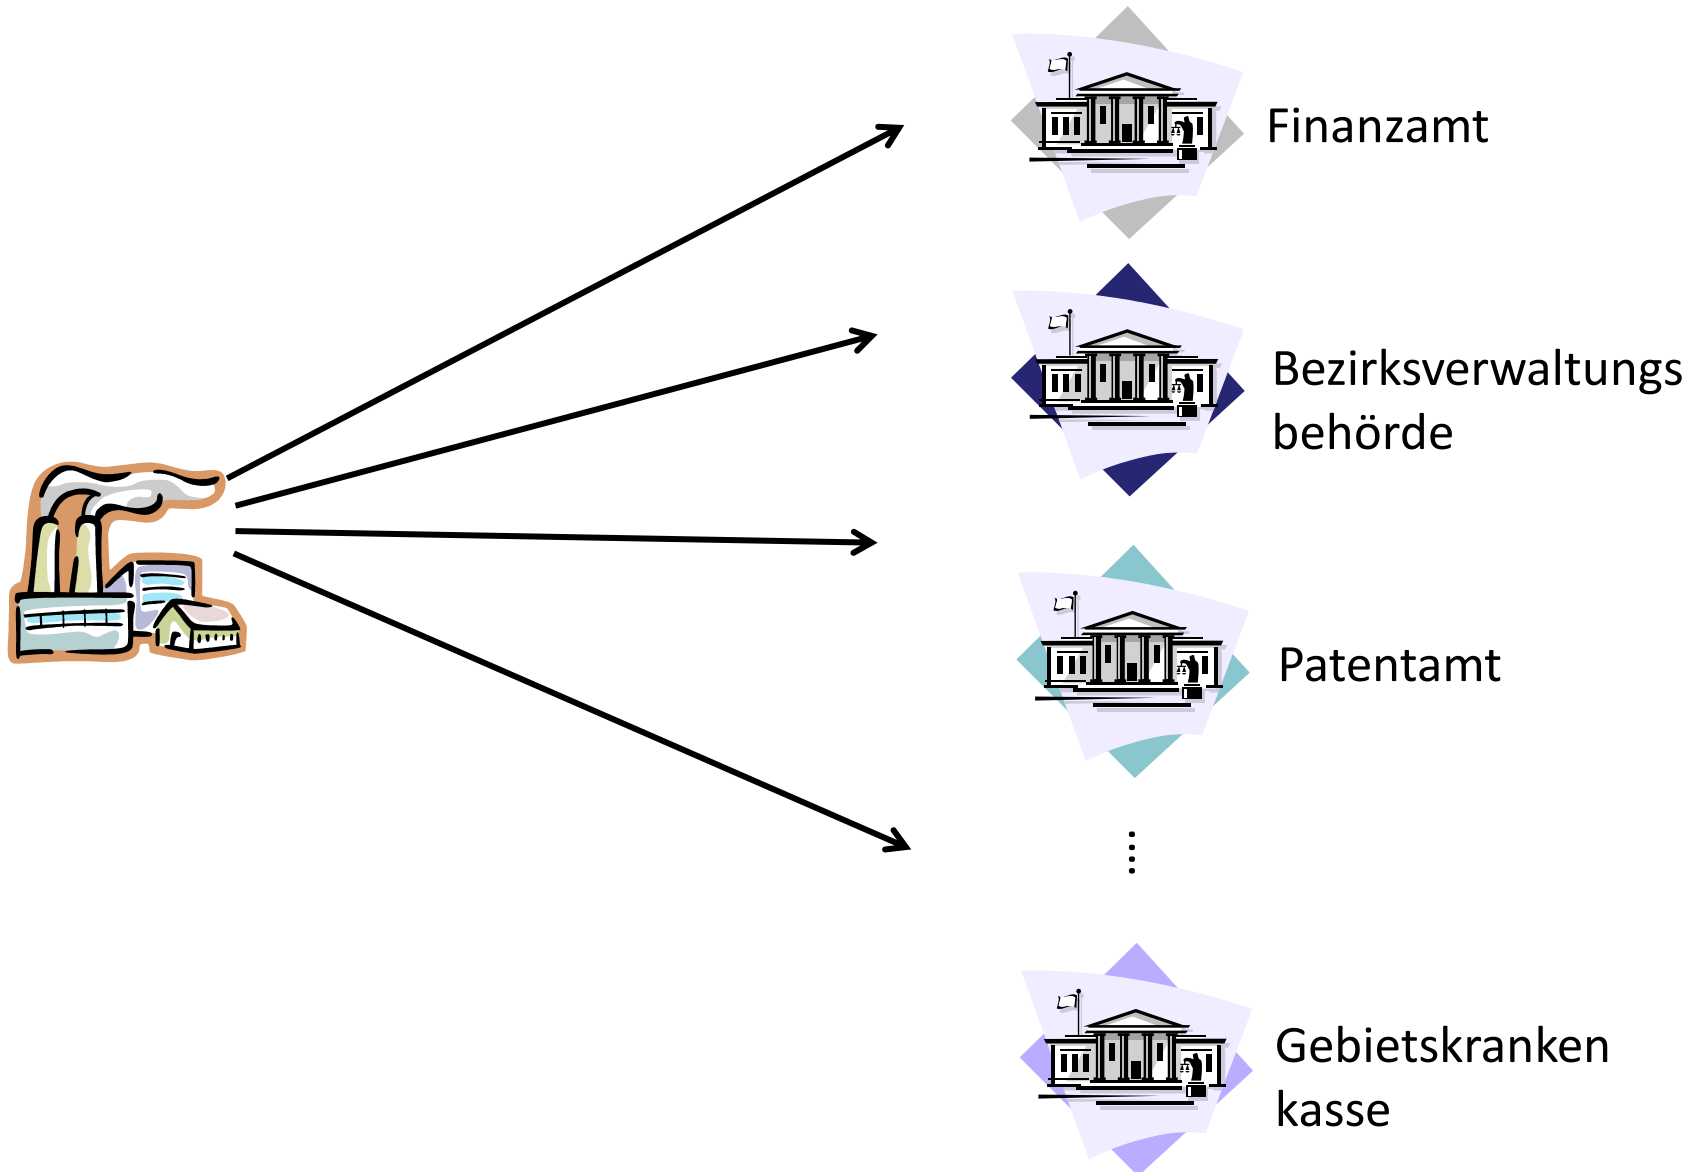 Finanzamt
Bezirksverwaltungs
behörde
Patentamt
....
Gebietskranken
kasse